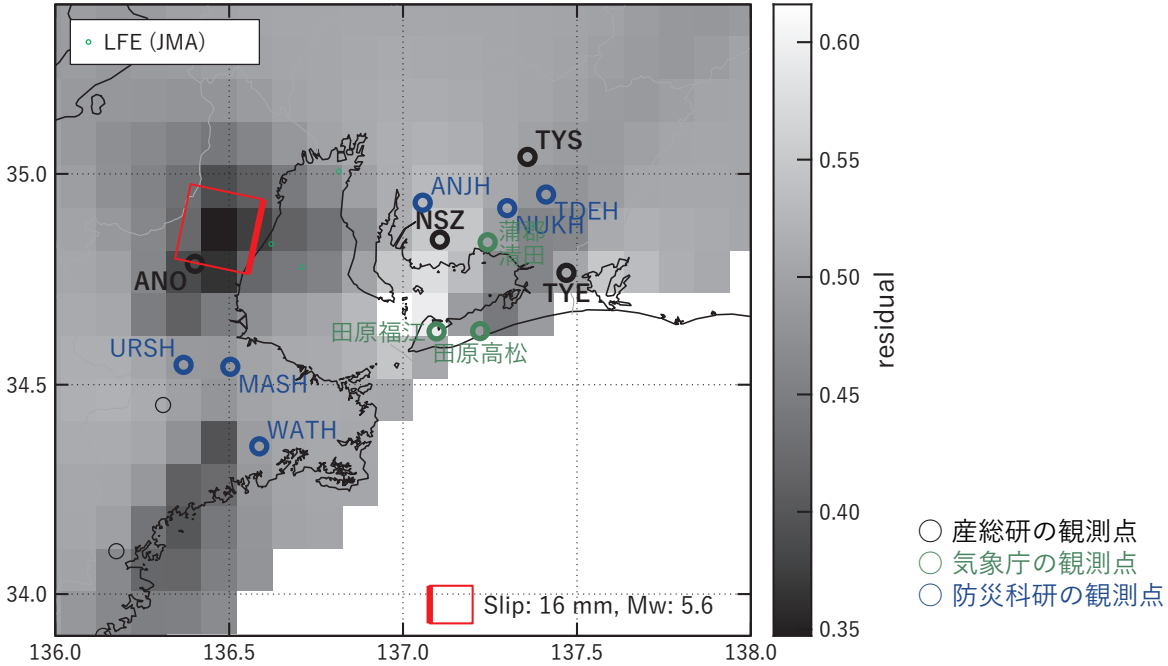 LFE (JMA)
0.60
TYS
0.55
35.0
ANJH
TDEH
NSZ
NUKH
蒲郡
清田
0.50
ANO
TYE
residual
田原福江
URSH
田原高松
0.45
MASH
34.5
WATH
0.40
産総研の観測点
気象庁の観測点
34.0
Slip: 16 mm, Mw: 5.6
防災科研の観測点
0.35
136.0
136.5
137.0
137.5
138.0